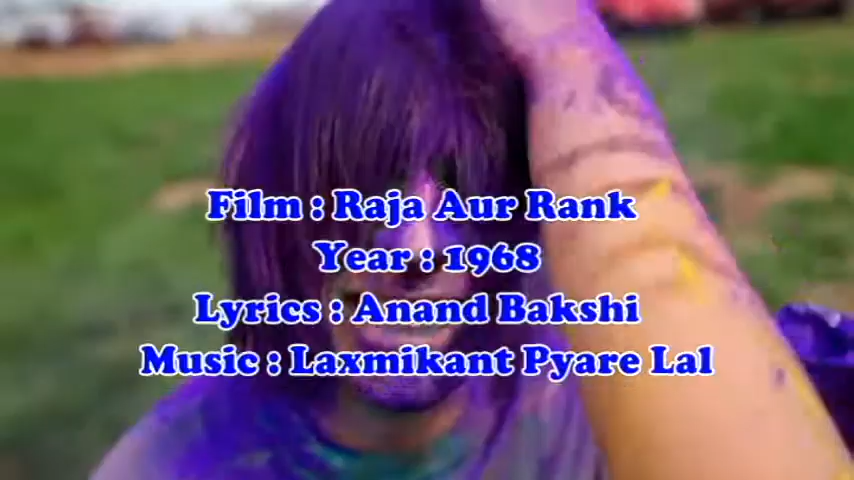 Film : Raja Aur Rank
Year : 1968
Lyrics : Anand Bakshi
Music : Laxmikant Pyare Lal